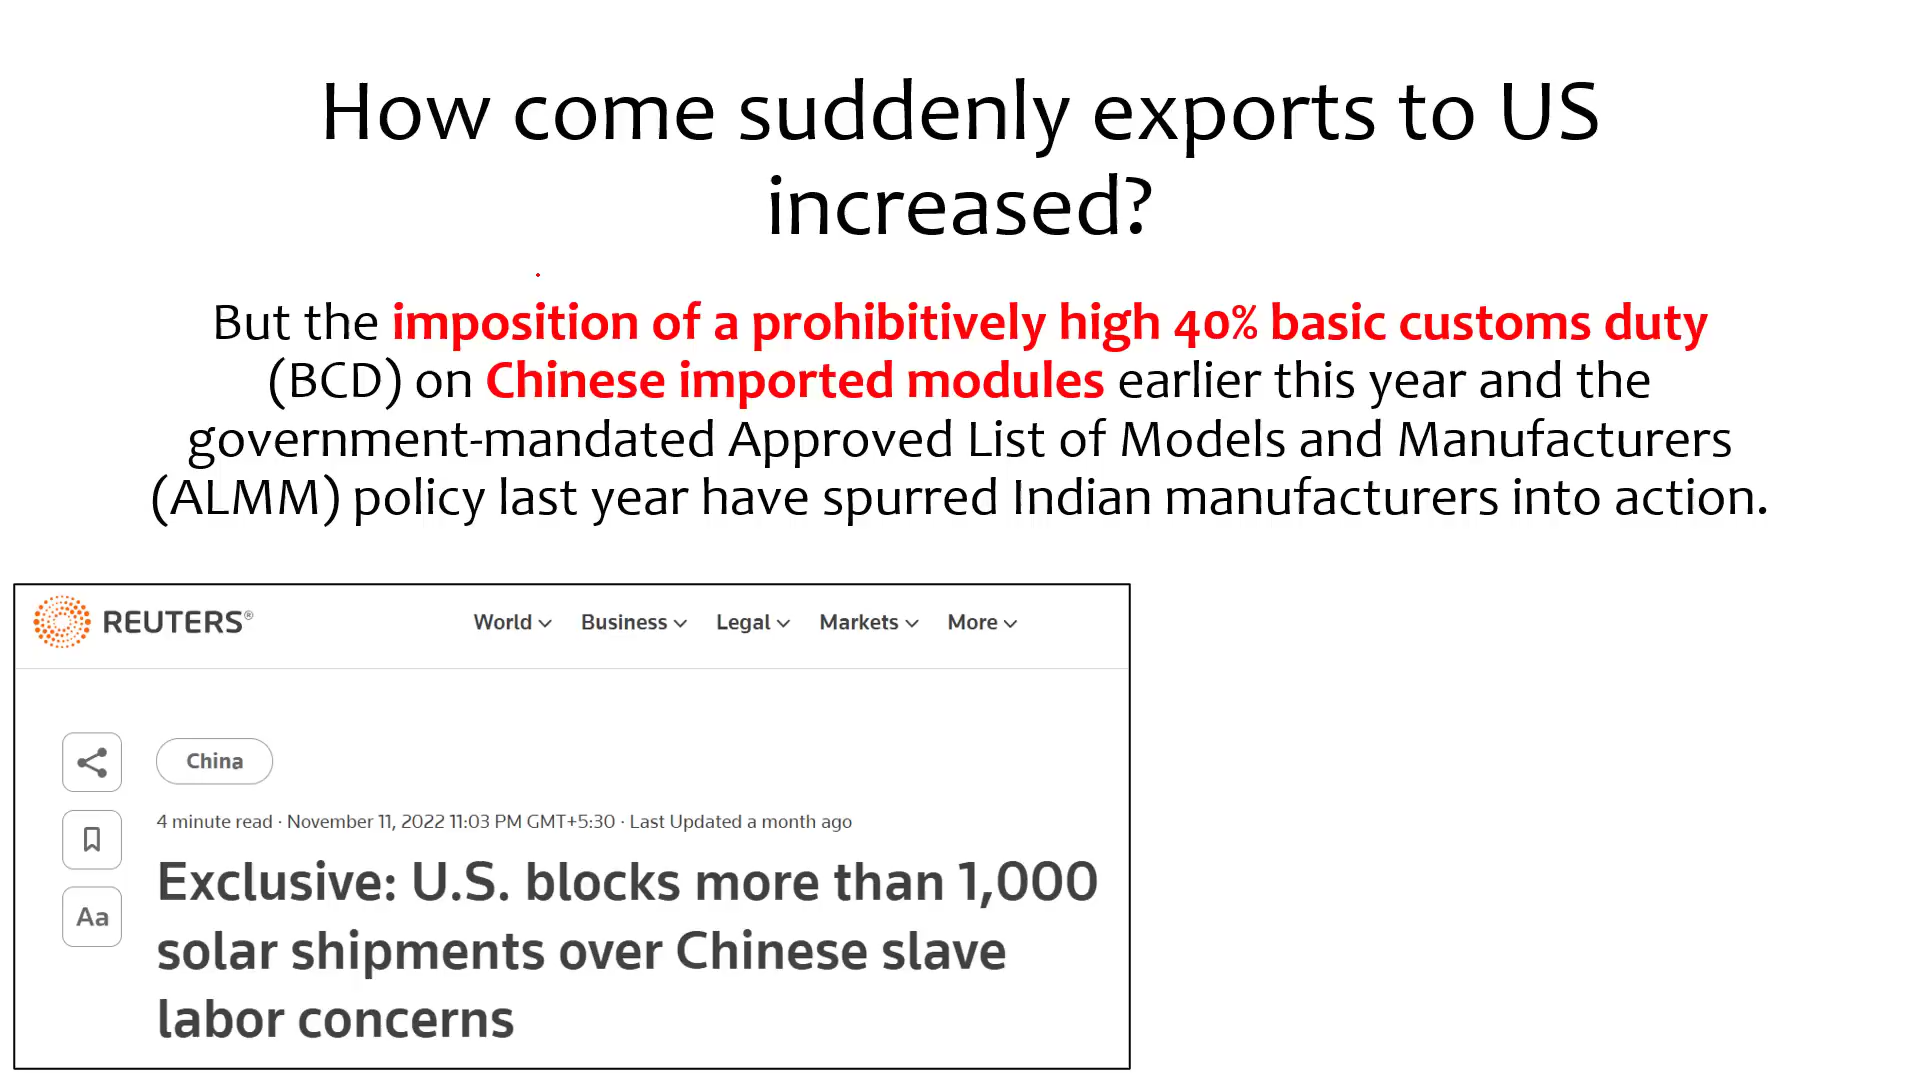 How come suddenly exports to US
increased?
But the imposition of a prohibitively high 40% basic customs duty
(BCD) on Chinese imported modules earlier this year and the
government-mandated Approved List of Models and Manufacturers
(ALMM) policy last year have spurred Indian manufacturers into action.
REUTERS® World Business Legal Markets More
China
4 minute read · November 11, 2022 11:03 PM GMT+5:30 · Last Updated a month ago
Aa
Exclusive: U.S. blocks more than 1,000
solar shipments over Chinese slave
labor concerns